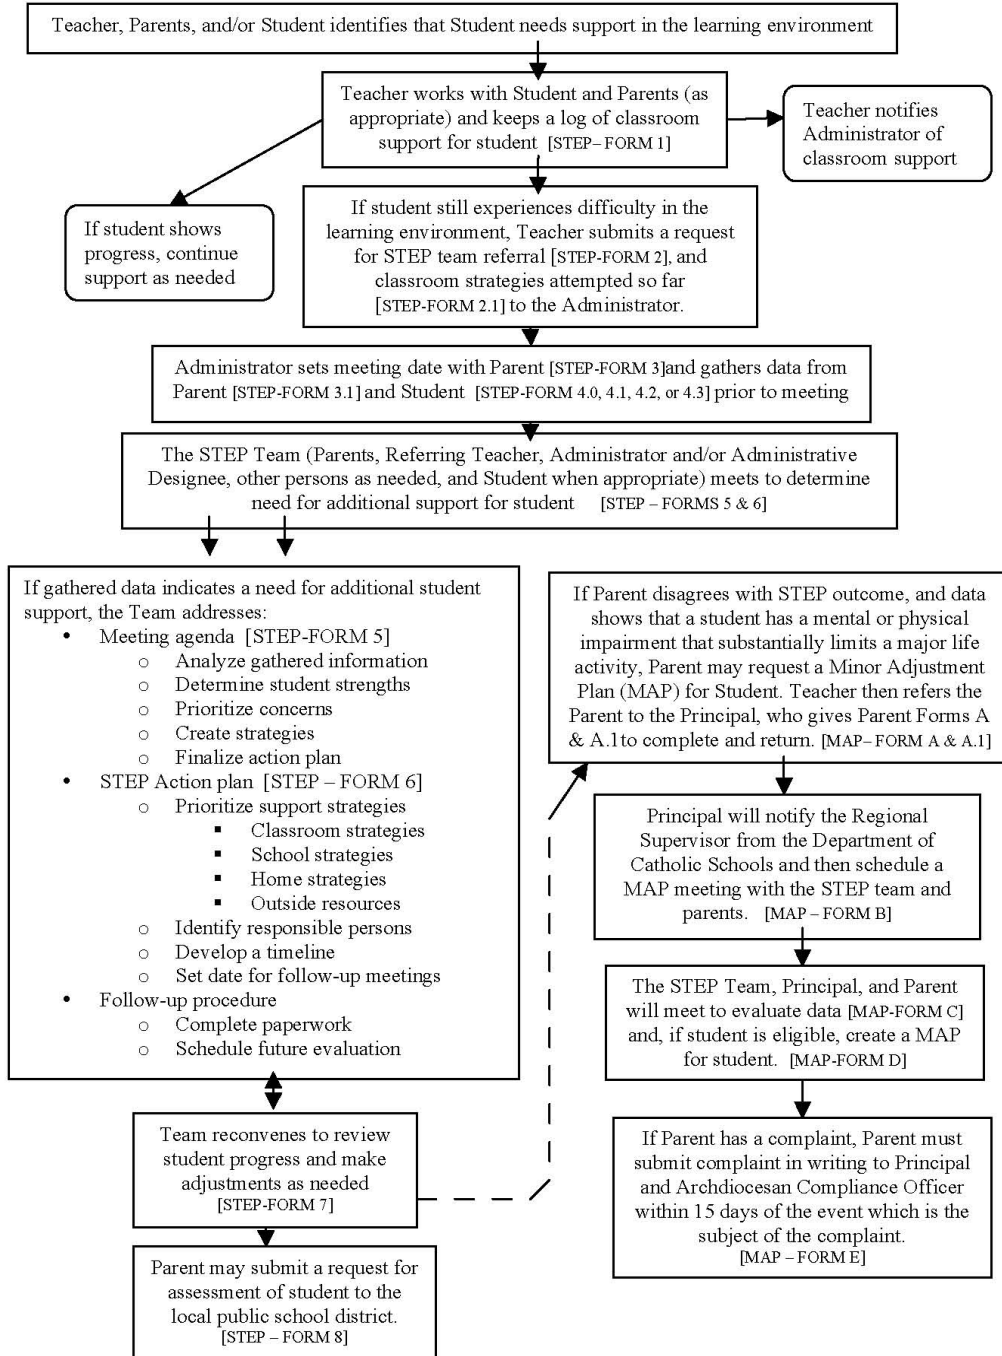 Teacher, Parents, and/or Student identifies that Student needs support in the learning environment
Teacher works with Student and Parents (as
appropriate) and keeps a log of classroom
support for student [STEP– FORM 1]
Teacher notifies
Administrator of
classroom support
If student shows
progress, continue
support as needed
If student still experiences difficulty in the
learning environment, Teacher submits a request
for STEP team referral [STEP-FORM 2], and
classroom strategies attempted so far
[STEP-FORM 2.1] to the Administrator.
Administrator sets meeting date with Parent [STEP-FORM 3]and gathers data from
Parent [STEP-FORM 3.1] and Student [STEP-FORM 4.0, 4.1, 4.2, or 4.3] prior to meeting
The STEP Team (Parents, Referring Teacher, Administrator and/or Administrative
Designee, other persons as needed, and Student when appropriate) meets to determine
need for additional support for student [STEP – FORMS 5 & 6]
If gathered data indicates a need for additional student
support, the Team addresses:
• Meeting agenda [STEP-FORM 5]
o Analyze gathered information
o Determine student strengths
o Prioritize concerns
o Create strategies
o Finalize action plan
• STEP Action plan [STEP – FORM 6]
o Prioritize support strategies
▪ Classroom strategies
▪ School strategies
▪ Home strategies
▪ Outside resources
o Identify responsible persons
o Develop a timeline
o Set date for follow-up meetings
• Follow-up procedure
o Complete paperwork
o Schedule future evaluation
Team reconvenes to review
student progress and make
adjustments as needed
[STEP-FORM 7]
Parent may submit a request for
assessment of student to the
local public school district.
[STEP – FORM 8]
If Parent disagrees with STEP outcome, and data
shows that a student has a mental or physical
impairment that substantially limits a major life
activity, Parent may request a Minor Adjustment
Plan (MAP) for Student. Teacher then refers the
Parent to the Principal, who gives Parent Forms A
& A.1to complete and return. [MAP– FORM A & A.1]
Principal will notify the Regional
Supervisor from the Department of
Catholic Schools and then schedule a
MAP meeting with the STEP team and
parents. [MAP – FORM B]
The STEP Team, Principal, and Parent
will meet to evaluate data [MAP-FORM C]
and, if student is eligible, create a MAP
for student. [MAP-FORM D]
If Parent has a complaint, Parent must
submit complaint in writing to Principal
and Archdiocesan Compliance Officer
within 15 days of the event which is the
subject of the complaint.
[MAP – FORM E]